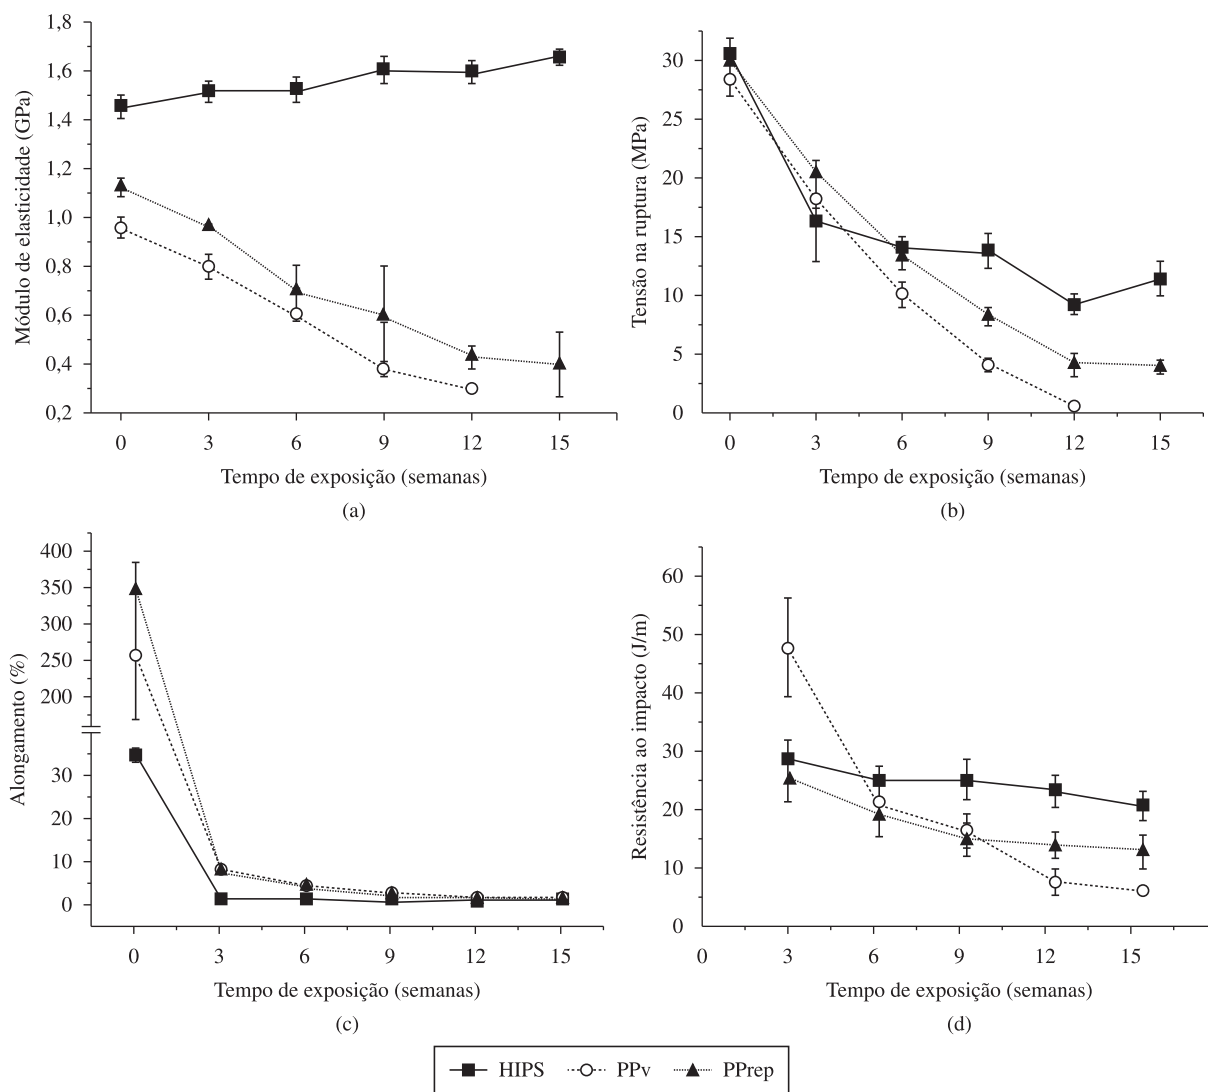 1,8
1,6
1,4
1,2
1,0
0,8
0,6
0,4
0,2
Módulo de elasticidade (GPa)
0 3 6 9 12 15
Tempo de exposição (semanas)
(a)
30
25
20
15
10
5
0
Tensão na ruptura (MPa)
0 3 6 9 12 15
Tempo de exposição (semanas)
(b)
400
350
300
250
200
30
20
10
0
Alongamento (%)
0 3 6 9 12 15
Tempo de exposição (semanas)
(c)
60
50
40
30
20
10
0
Resistência ao impacto (J/m)
0 3 6 9 12 15
Tempo de exposição (semanas)
(d)
HIPS PPv PPrep